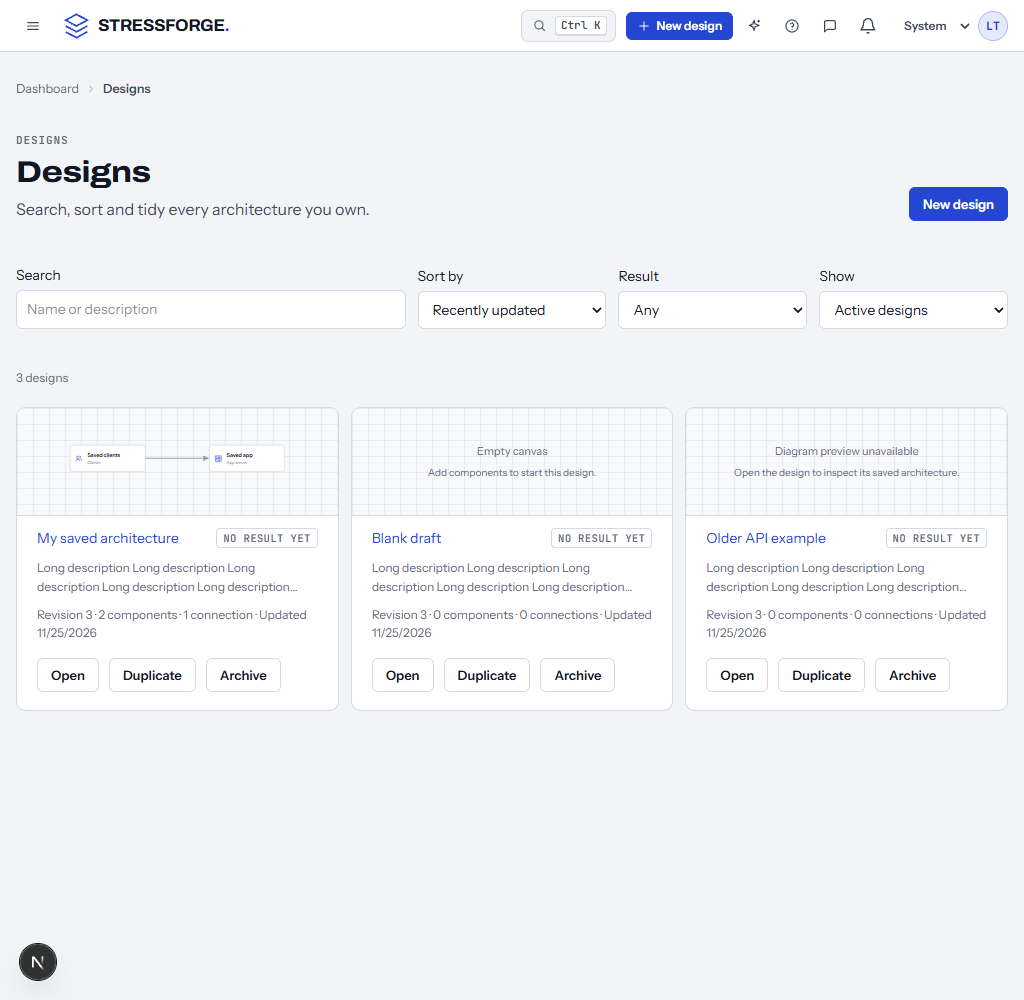 STRESSFORGE.
Ctrl K
New design
System
LT
Dashboard
Designs
DESIGNS
Designs
Search, sort and tidy every architecture you own.
New design
Search
Sort by
Result
Show
Name or description
Recently updated
Any
Active designs
3 designs
Saved clients
Clients
Saved app
App server
My saved architecture
NO RESULT YET
Long description Long description Long
description Long description Long description…
Revision 3 · 2 components · 1 connection · Updated
11/25/2026
Open
Duplicate
Archive
Empty canvas
Add components to start this design.
Blank draft
NO RESULT YET
Long description Long description Long
description Long description Long description…
Revision 3 · 0 components · 0 connections · Updated
11/25/2026
Open
Duplicate
Archive
Diagram preview unavailable
Open the design to inspect its saved architecture.
Older API example
NO RESULT YET
Long description Long description Long
description Long description Long description…
Revision 3 · 0 components · 0 connections · Updated
11/25/2026
Open
Duplicate
Archive
N